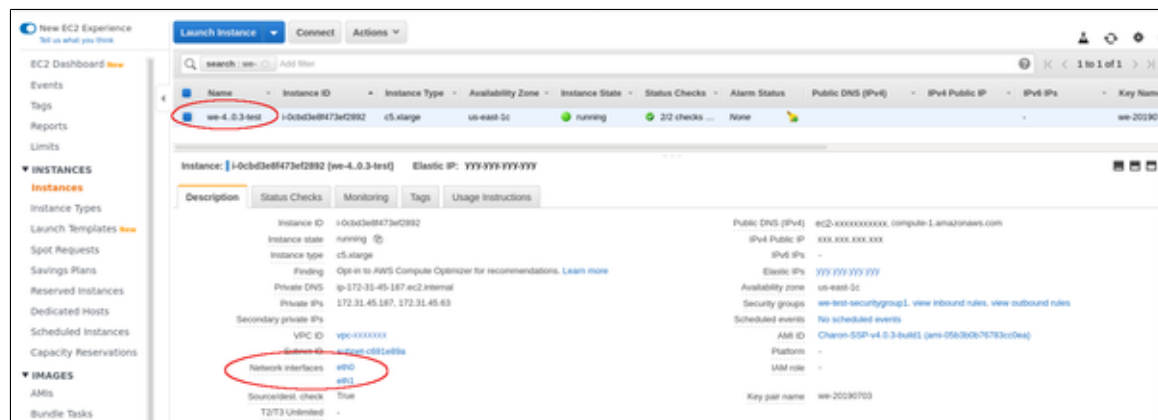 New EC2 Experience
Tell us what you think
Launch Instance Connect Actions
EC2 Dashboard New
Events
Tags
Reports
Limits
INSTANCES
Instances
Instance Types
Launch Templates New
Spot Requests
Savings Plans
Reserved Instances
Dedicated Hosts
Scheduled Instances
Capacity Reservations
IMAGES
AMIs
Bundle Tasks
search : we- Add filter
1 to 1 of 1
Name Instance ID Instance Type Availability Zone Instance State Status Checks Alarm Status Public DNS (IPv4) IPv4 Public IP IPv6 IPs Key Name
we-4..0.3-test i-0cbd3e8f473ef2892 c5.xlarge us-east-1c running 2/2 checks ... None - we-20190
Instance: i-0cbd3e8f473ef2892 (we-4..0.3-test) Elastic IP: yyy.yyy.yyy.yyy
Description Status Checks Monitoring Tags Usage Instructions
Instance ID i-0cbd3e8f473ef2892
Instance state running
Instance type c5.xlarge
Finding Opt-in to AWS Compute Optimizer for recommendations. Learn more
Private DNS ip-172-31-45-187.ec2.internal
Private IPs 172.31.45.187, 172.31.45.63
Secondary private IPs
VPC ID vpc-xxxxxxx
Subnet ID subnet-c691e89a
Network interfaces eth0
eth1
Source/dest. check True
T2/T3 Unlimited -
Public DNS (IPv4) ec2-xxxxxxxxxxx. compute-1.amazonaws.com
IPv4 Public IP xxx.xxx.xxx.xxx
IPv6 IPs -
Elastic IPs yyy.yyy.yyy.yyy
Availability zone us-east-1c
Security groups we-test-securitygroup1. view inbound rules. view outbound rules
Scheduled events No scheduled events
AMI ID Charon-SSP-v4.0.3-build1 (ami-05b3b0b76783cc0ea)
Platform -
IAM role -
Key pair name we-20190703